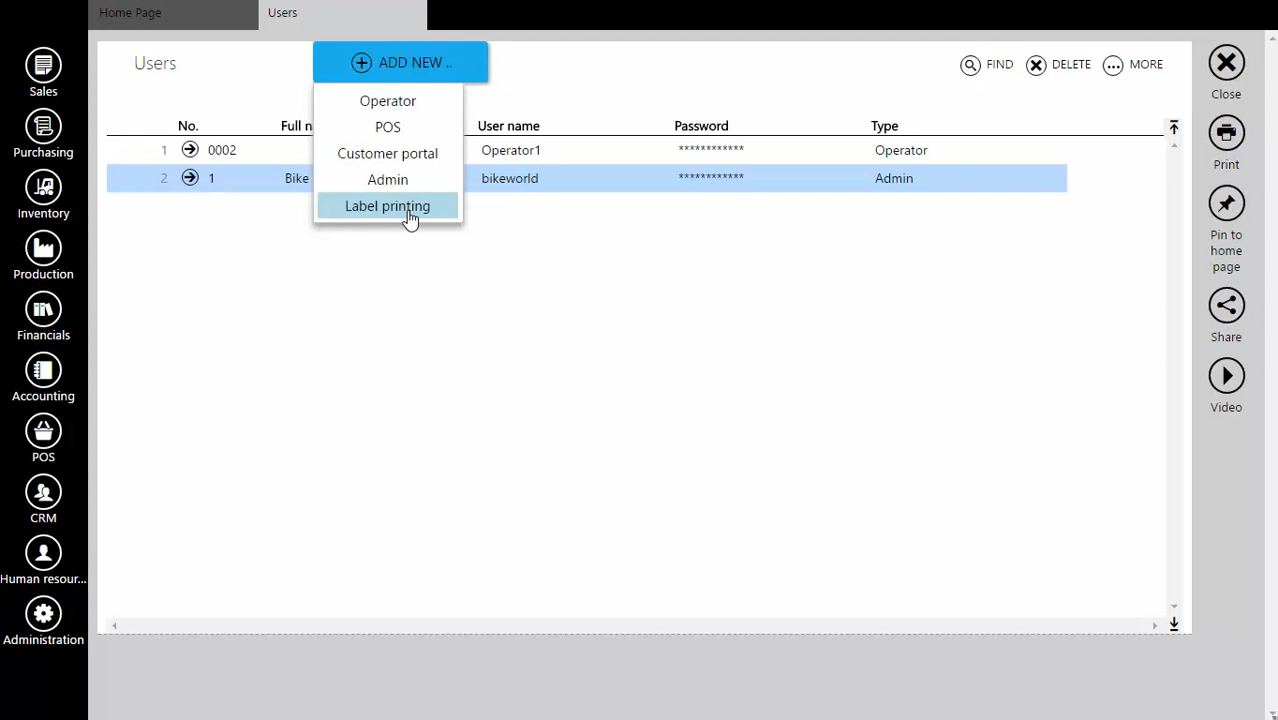 Home Page
Users
Sales
Purchasing
Inventory
Production
Financials
Accounting
POS
CRM
Human resour...
Administration
Users
ADD NEW ..
Operator
POS
Customer portal
Admin
Label printing
FIND
DELETE
MORE
No. Full n User name Password Type
1 0002 Operator1 ************ Operator
2 1 Bike bikeworld ************ Admin
Close
Print
Pin to
home
page
Share
Video